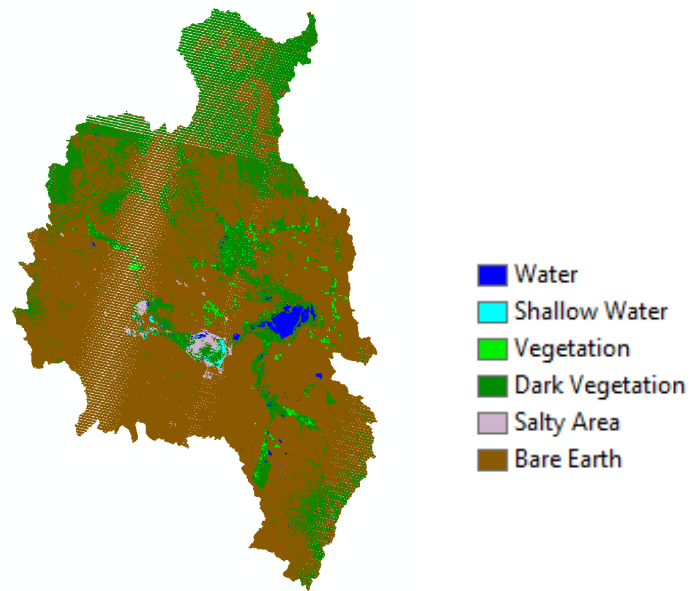 Water
Shallow Water
Vegetation
Dark Vegetation
Salty Area
Bare Earth